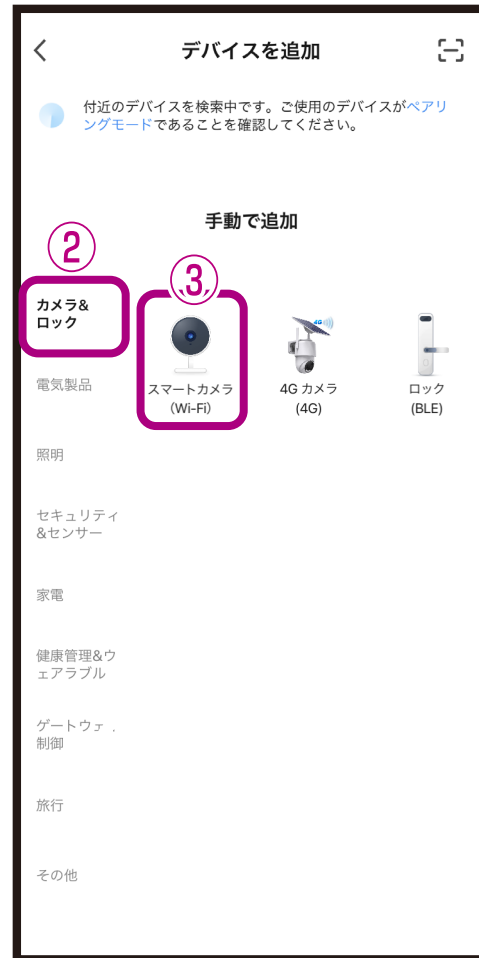 デバイスを追加
付近のデバイスを検索中です。ご使用のデバイスがペアリ
ングモードであることを確認してください。
手動で追加
②
③
カメラ&
ロック
スマートカメラ
（Wi-Fi）
4G
4G カメラ
(4G)
ロック
(BLE)
電気製品
照明
セキュリティ
&センサー
家電
健康管理&ウ
ェアラブル
ゲートウェ
制御
旅行
その他